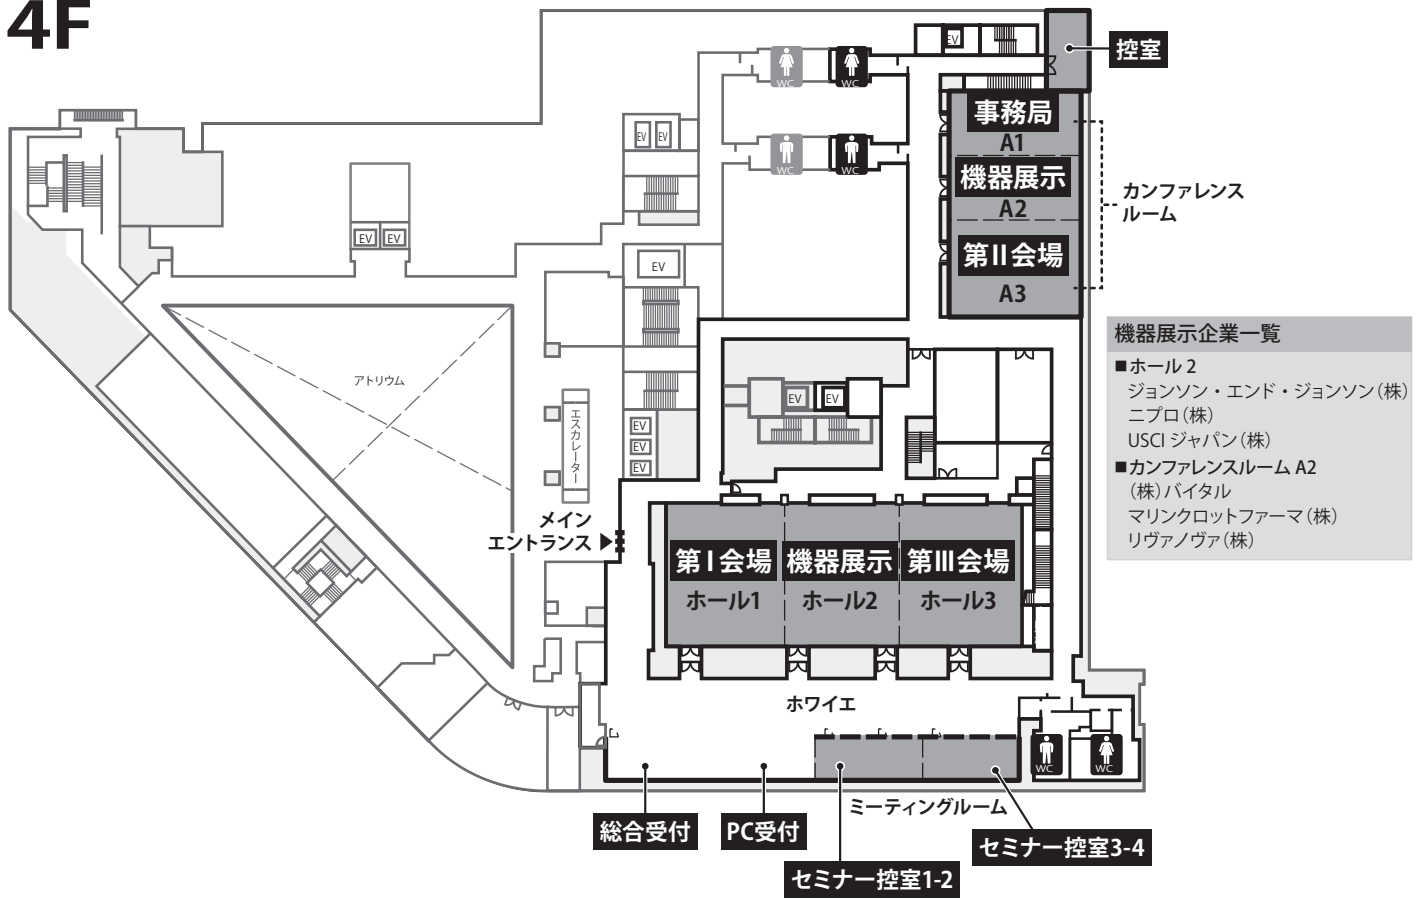 4F
EV
控室
WC
WC
事務局
A1
EV
EV
WC
WC
機器展示
A2
カンファレンス
ルーム
EV
EV
EV
第II会場
A3
機器展示企業一覧
■ホール 2
ジョンソン・エンド・ジョンソン(株)
ニプロ(株)
USCI ジャパン(株)
■カンファレンスルーム A2
(株)バイタル
マリンクロットファーマ(株)
リヴァノヴァ(株)
アトリウム
エスカレーター
EV
EV
EV
EV
EV
メイン
エントランス
第I会場
ホール1
機器展示
ホール2
第III会場
ホール3
ホワイエ
WC
WC
ミーティングルーム
総合受付
PC受付
セミナー控室3-4
セミナー控室1-2